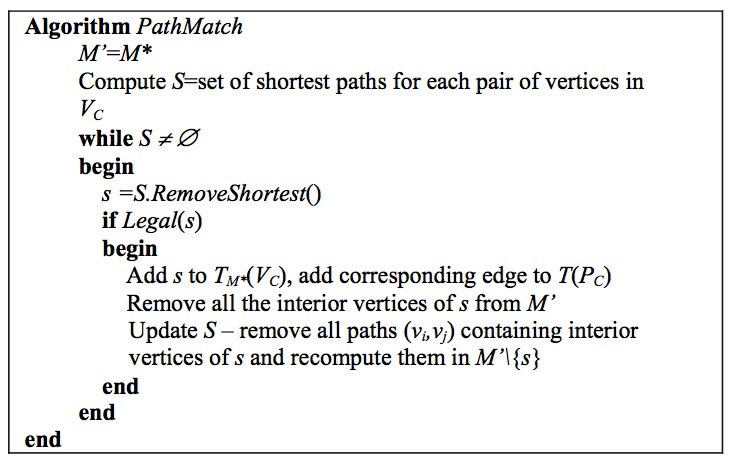 Algorithm PathMatch
M'=M*
Compute S=set of shortest paths for each pair of vertices in
V_C
while S ≠ ∅
begin
s =S.RemoveShortest()
if Legal(s)
begin
Add s to T_M*(V_C), add corresponding edge to T(P_C)
Remove all the interior vertices of s from M'
Update S – remove all paths (v_i,v_j) containing interior
vertices of s and recompute them in M'\{s}
end
end
end